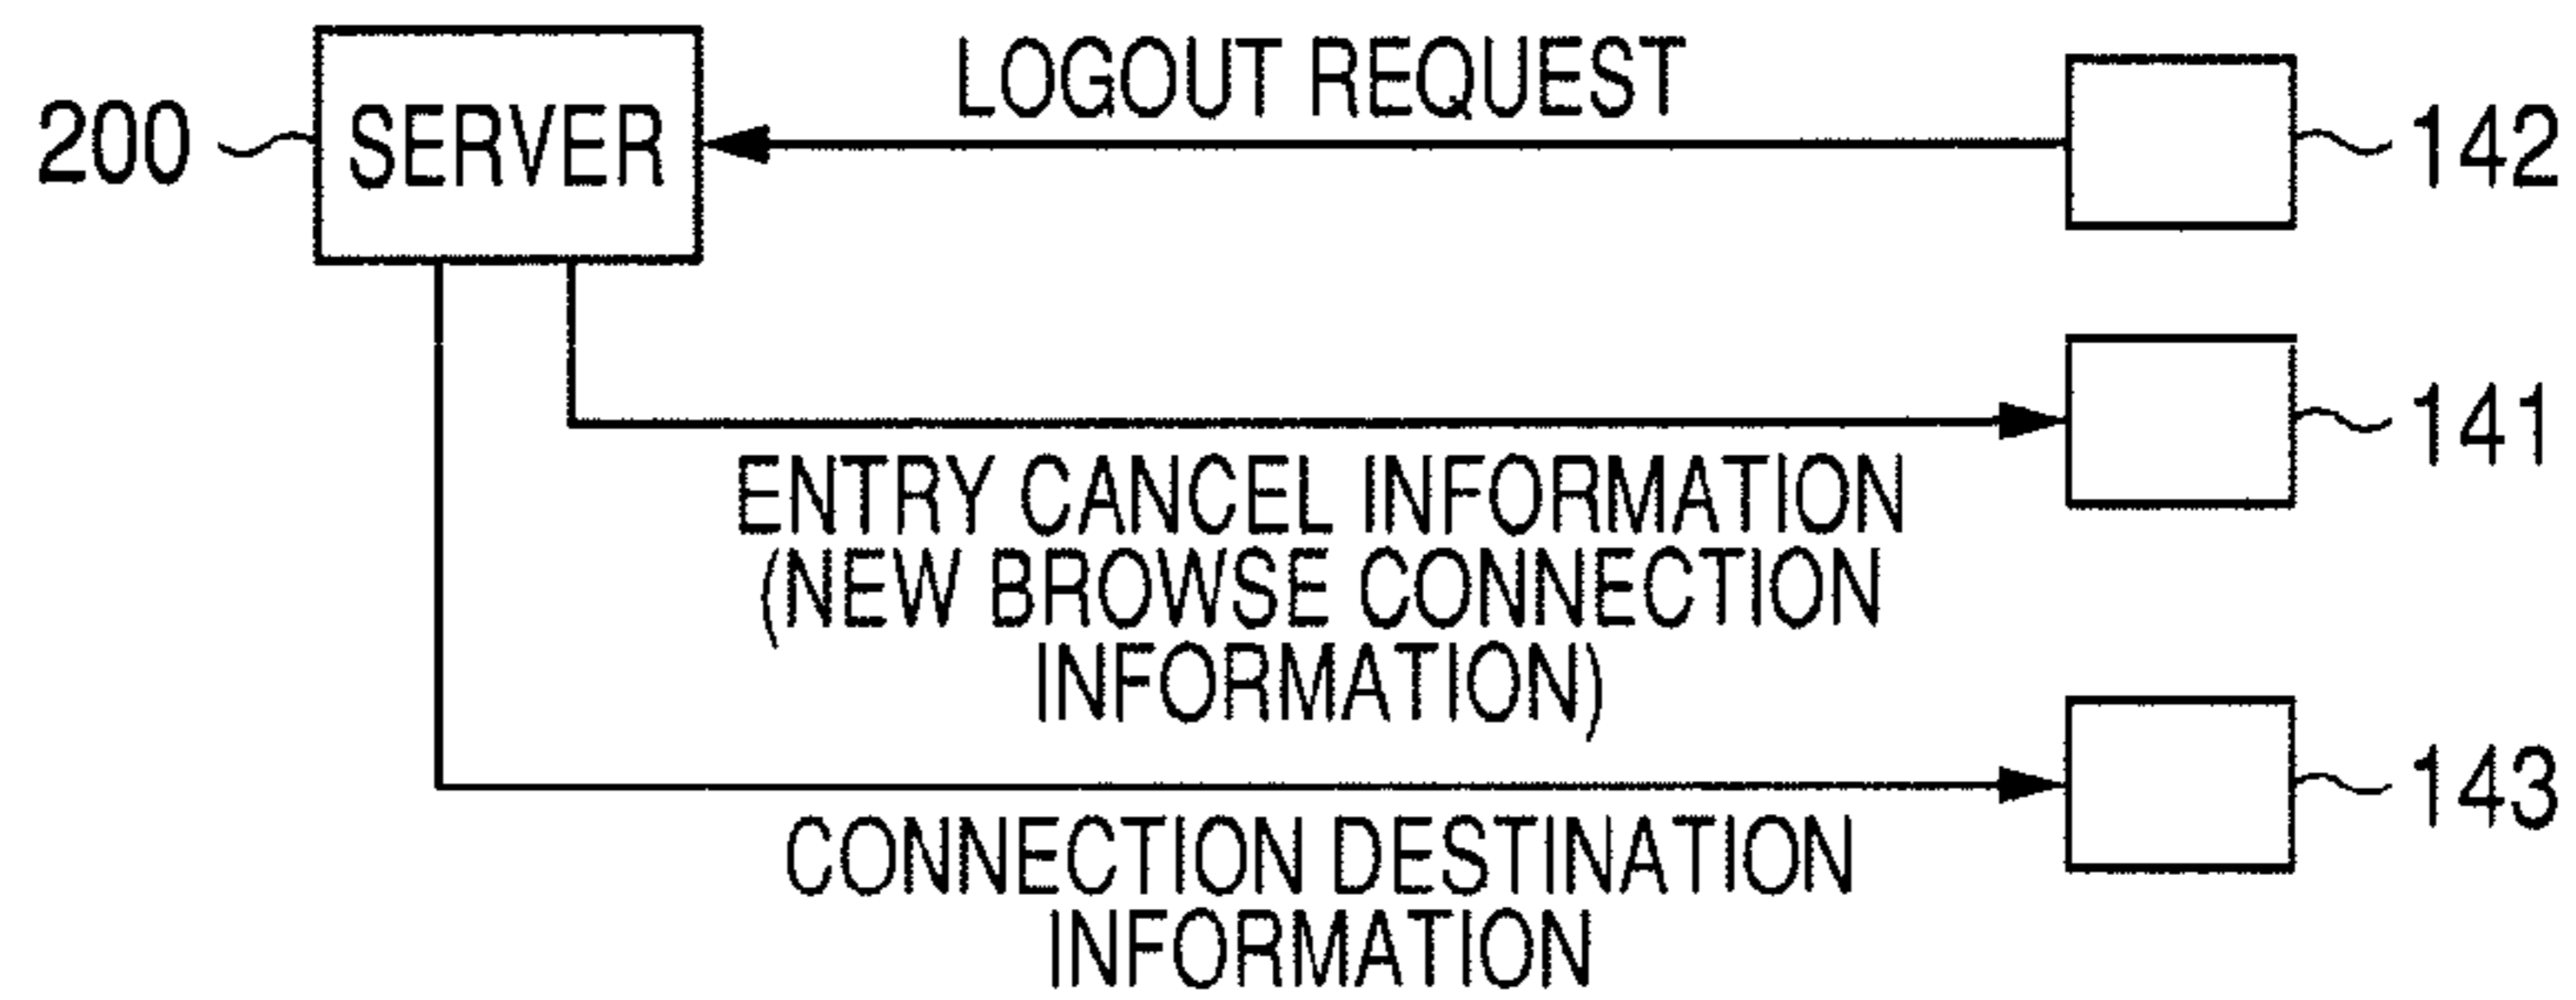 LOGOUT REQUEST
200
SERVER
142
141
ENTRY CANCEL INFORMATION
(NEW BROWSE CONNECTION
INFORMATION)
143
CONNECTION DESTINATION
INFORMATION